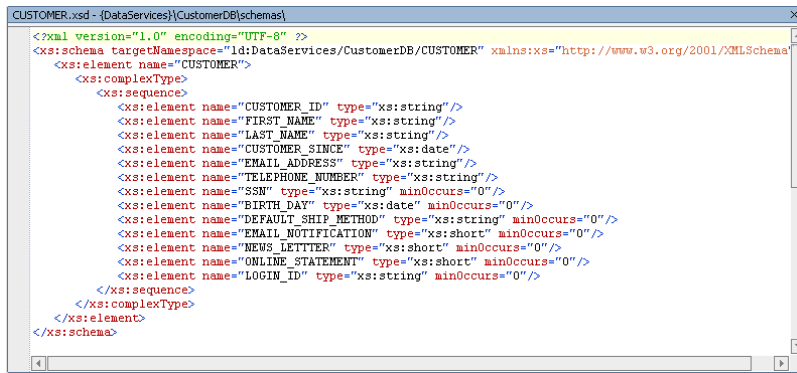 CUSTOMER.xsd - {DataServices}\CustomerDB\schemas\
<?xml version="1.0" encoding="UTF-8" ?>
<xs:schema targetNamespace="ld:DataServices/CustomerDB/CUSTOMER" xmlns:xs="http://www.w3.org/2001/XMLSchema"
<xs:element name="CUSTOMER">
<xs:complexType>
<xs:sequence>
<xs:element name="CUSTOMER_ID" type="xs:string"/>
<xs:element name="FIRST_NAME" type="xs:string"/>
<xs:element name="LAST_NAME" type="xs:string"/>
<xs:element name="CUSTOMER_SINCE" type="xs:date"/>
<xs:element name="EMAIL_ADDRESS" type="xs:string"/>
<xs:element name="TELEPHONE_NUMBER" type="xs:string"/>
<xs:element name="SSN" type="xs:string" minOccurs="0"/>
<xs:element name="BIRTH_DAY" type="xs:date" minOccurs="0"/>
<xs:element name="DEFAULT_SHIP_METHOD" type="xs:string" minOccurs="0"/>
<xs:element name="EMAIL_NOTIFICATION" type="xs:short" minOccurs="0"/>
<xs:element name="NEWS_LETTTER" type="xs:short" minOccurs="0"/>
<xs:element name="ONLINE_STATEMENT" type="xs:short" minOccurs="0"/>
<xs:element name="LOGIN_ID" type="xs:string" minOccurs="0"/>
</xs:sequence>
</xs:complexType>
</xs:element>
</xs:schema>